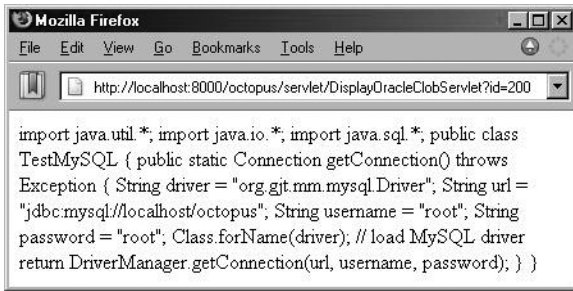 Mozilla Firefox
File Edit View Go Bookmarks Tools Help
http://localhost:8000/octopus/servlet/DisplayOracleClobServlet?id=200
import java.util.*; import java.io.*; import java.sql.*; public class
TestMySQL { public static Connection getConnection() throws
Exception { String driver = "org.gjt.mm.mysql.Driver"; String url =
"jdbc:mysql://localhost/octopus"; String username = "root"; String
password = "root"; Class.forName(driver); // load MySQL driver
return DriverManager.getConnection(url, username, password); } }